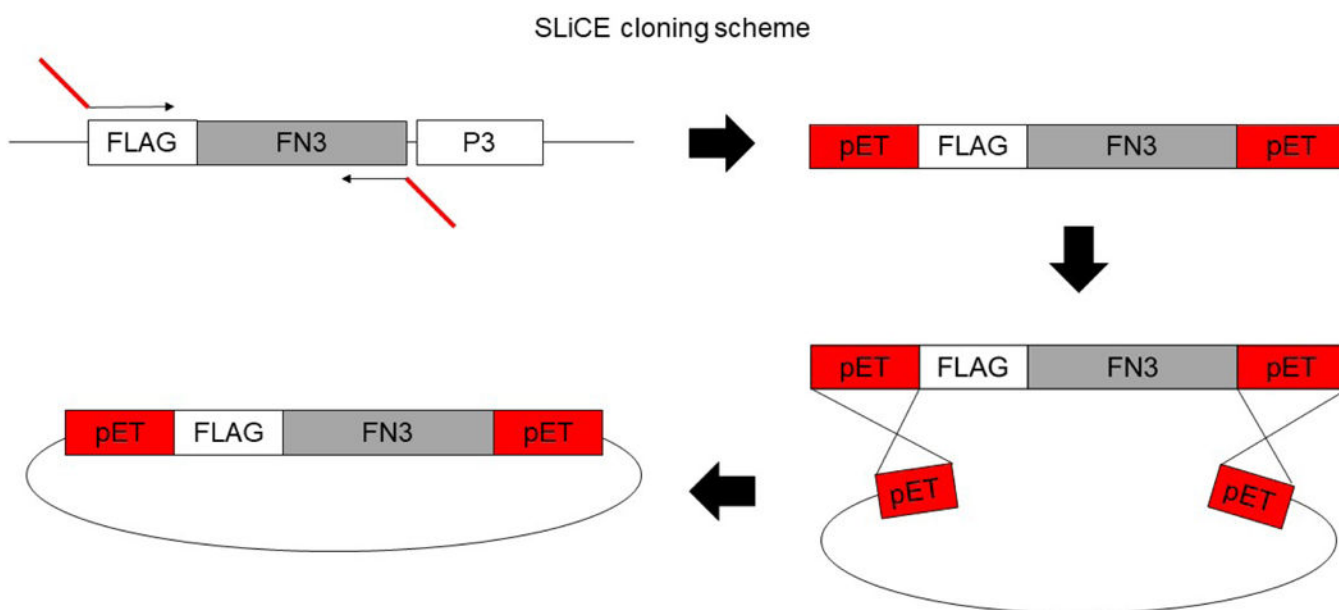 SLiCE cloning scheme
FLAG FN3 P3
pET FLAG FN3 pET
pET FLAG FN3 pET
pET FLAG FN3 pET
pET pET